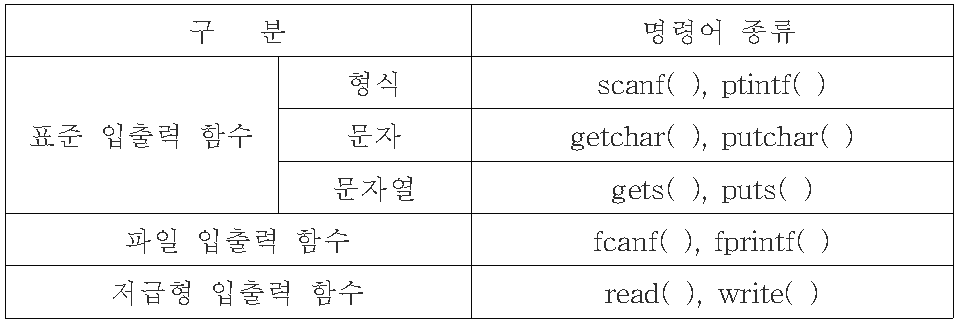 구 분 명령어 종류
형식 scanf( ), ptintf( )
표준 입출력 함수 문자 getchar( ), putchar( )
문자열 gets( ), puts( )
파일 입출력 함수 fcanf( ), fprintf( )
저급형 입출력 함수 read( ), write( )